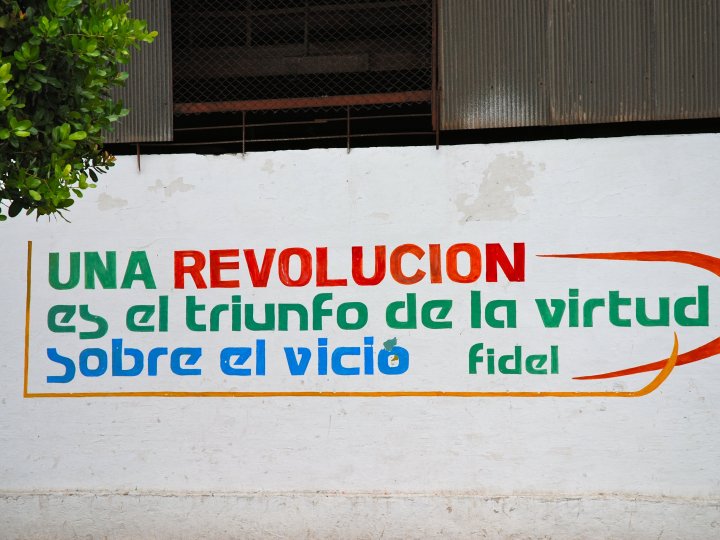 UNA REVOLUCION
es el triunfo de la virtud
sobre el vicio fidel